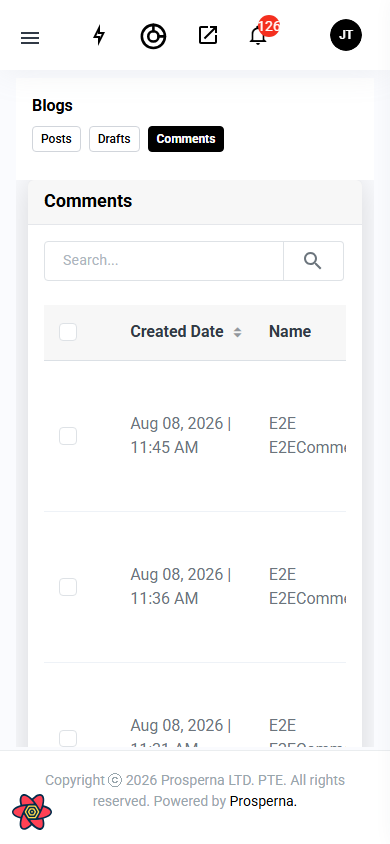 126
JT
Blogs
Posts Drafts Comments
Comments
Search...
Created Date Name
Aug 08, 2026 | E2E
11:45 AM
Aug 08, 2026 | E2E
11:36 AM
Aug 08, 2026 | E2E
Copyright © 2026 Prosperna LTD. PTE. All rights
reserved. Powered by Prosperna.